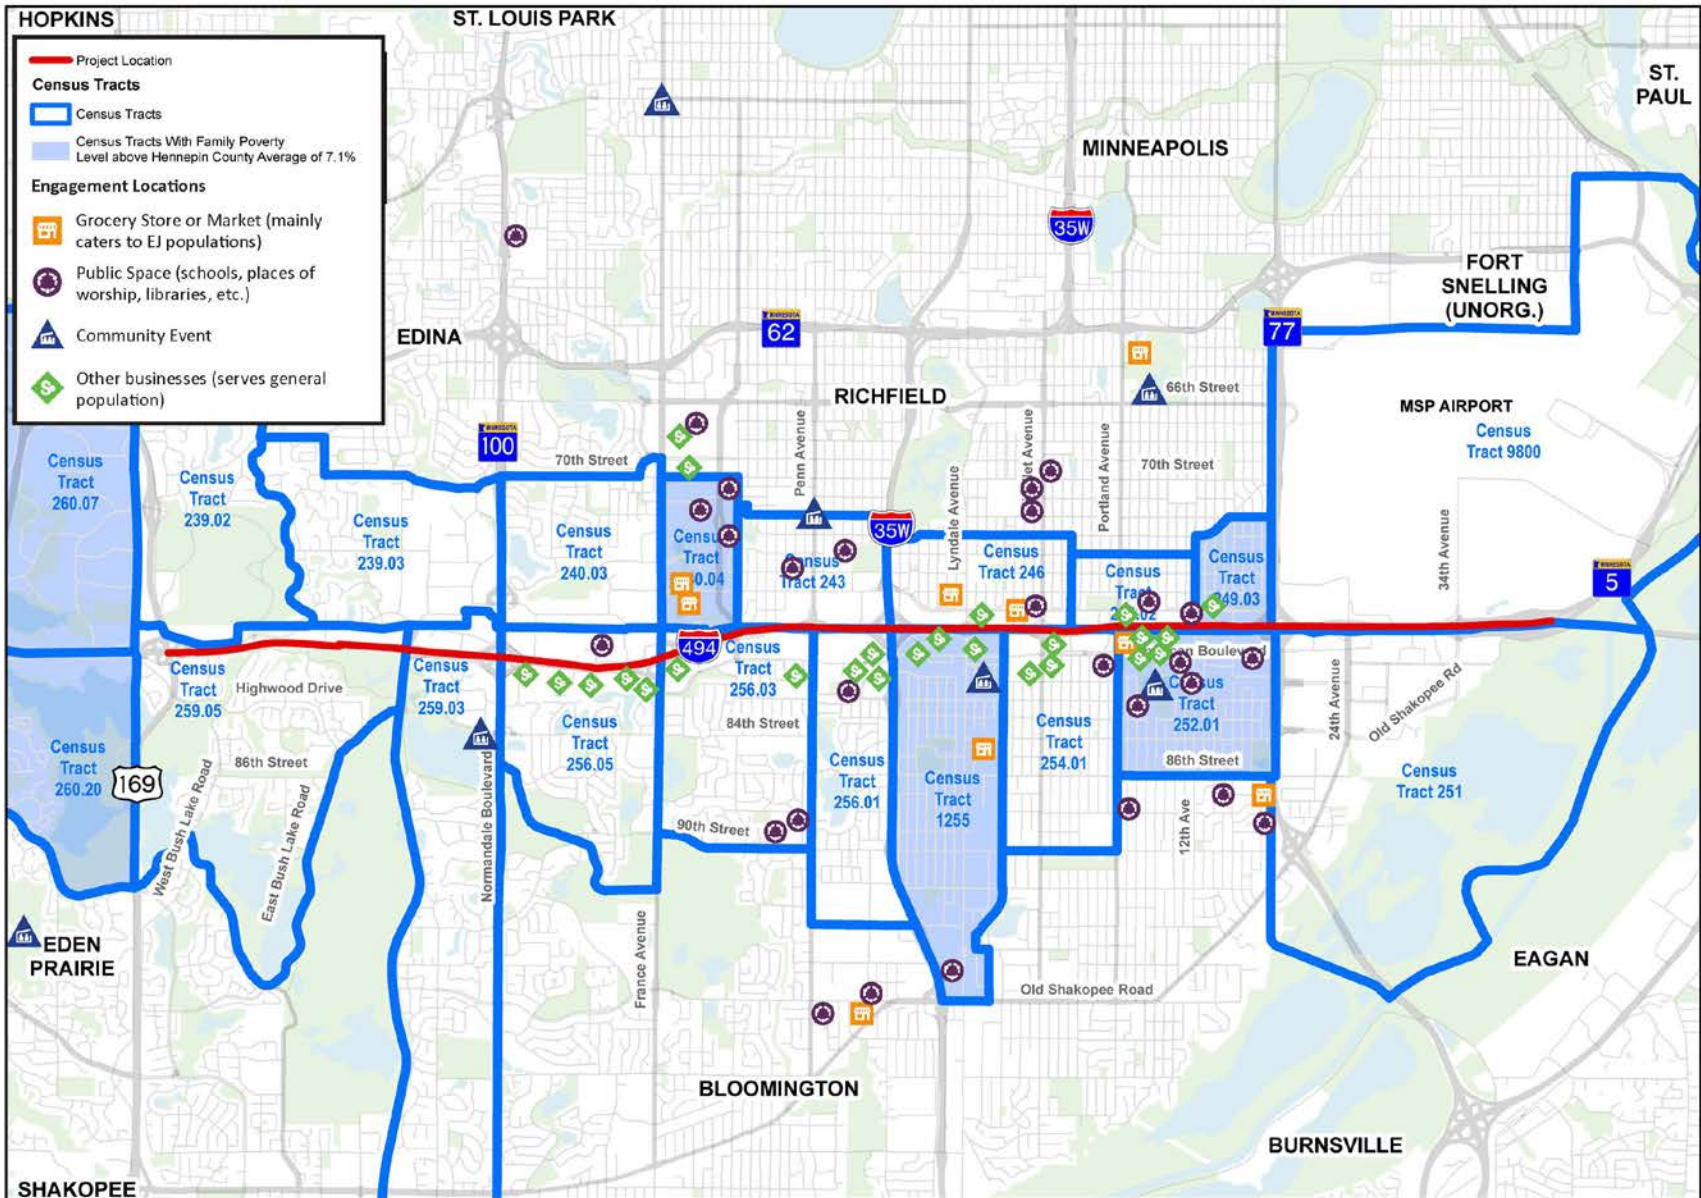 HOPKINS
ST. LOUIS PARK
ST.
PAUL
Project Location
Census Tracts
Census Tracts
Census Tracts With Family Poverty
Level above Hennepin County Average of 7.1%
Engagement Locations
Grocery Store or Market (mainly
caters to EJ populations)
Public Space (schools, places of
worship, libraries, etc.)
Community Event
Other businesses (serves general
population)
MINNEAPOLIS
35W
FORT
SNELLING
(UNORG.)
EDINA
MINNESOTA
62
MINNESOTA
77
RICHFIELD
66th Street
MSP AIRPORT
Census
Tract 9800
MINNESOTA
100
70th Street
Penn Avenue
Lyndale Avenue
Portland Avenue
70th Street
34th Avenue
Census
Tract
260.07
Census
Tract
239.02
Census
Tract
239.03
Census
Tract
240.03
Tract
Tract 243
35W
Census
Tract 246
Census
Census
Tract
MINNESOTA
5
494
Census
Tract
259.05
Highwood Drive
Census
Tract
259.03
Census
Tract
256.03
Boulevard
84th Street
Census
Tract
260.20
169
86th Street
West Bush Lake Road
East Bush Lake Road
Normandale Boulevard
Census
Tract
256.05
90th Street
France Avenue
Census
Tract
256.01
Census
Tract
1255
Census
Tract
254.01
Tract
252.01
86th Street
12th Ave
24th Avenue
Old Shakopee Rd
Census
Tract 251
EDEN
PRAIRIE
Old Shakopee Road
EAGAN
BLOOMINGTON
BURNSVILLE
SHAKOPEE